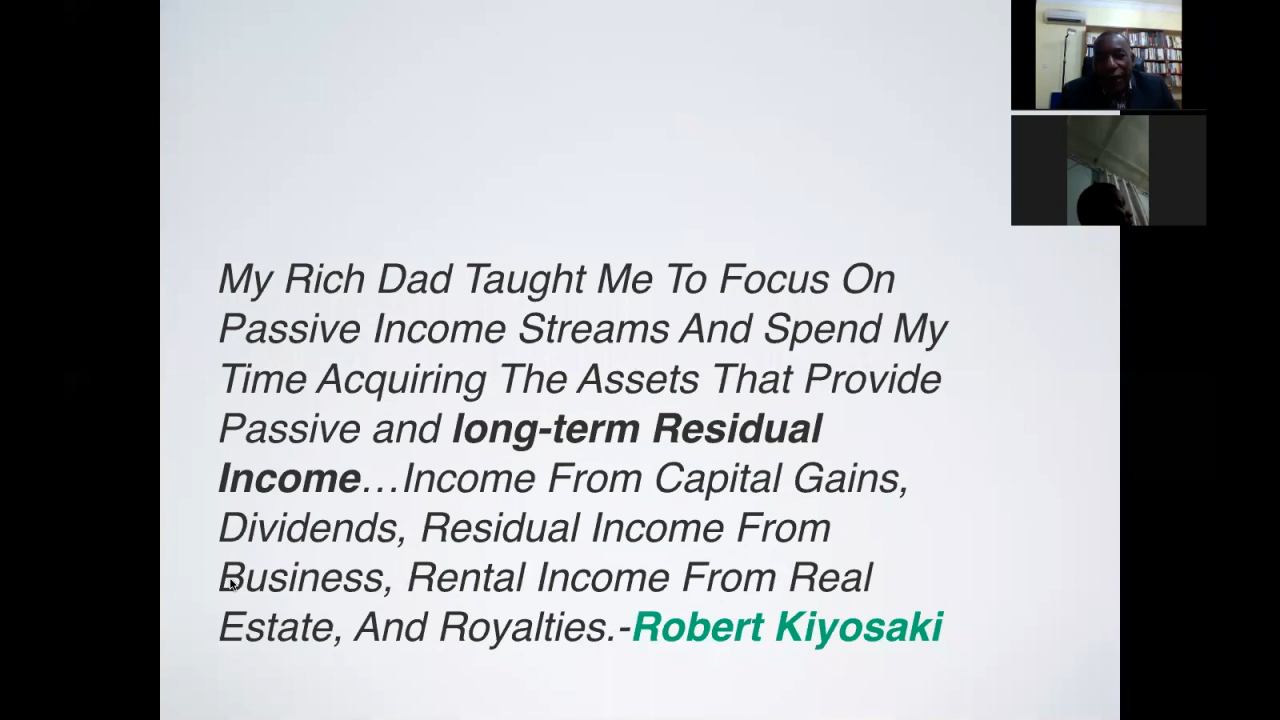 My Rich Dad Taught Me To Focus On
Passive Income Streams And Spend My
Time Acquiring The Assets That Provide
Passive and long-term Residual
Income…Income From Capital Gains,
Dividends, Residual Income From
Business, Rental Income From Real
Estate, And Royalties.-Robert Kiyosaki